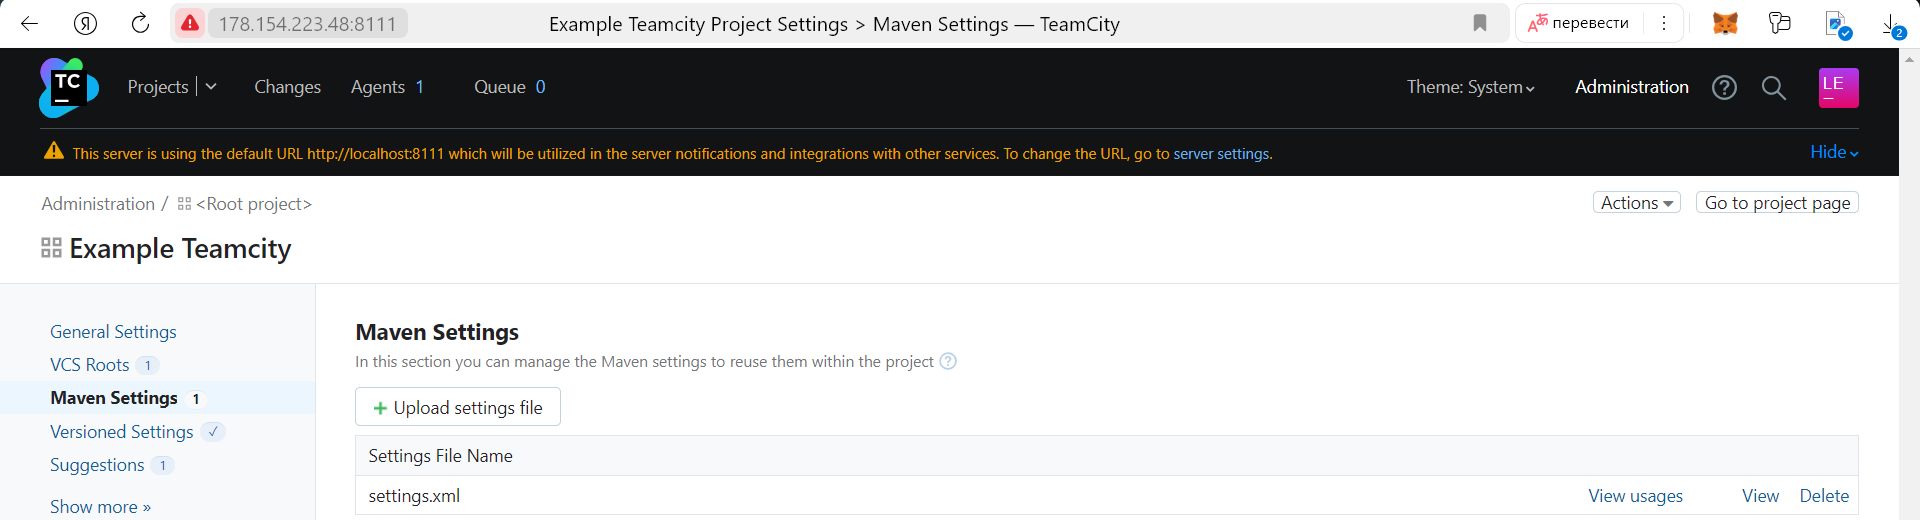 Я 178.154.223.48:8111 Example Teamcity Project Settings > Maven Settings — TeamCity перевести 2
TC Projects Changes Agents 1 Queue 0 Theme: System Administration LE
This server is using the default URL http://localhost:8111 which will be utilized in the server notifications and integrations with other services. To change the URL, go to server settings. Hide
Administration / <Root project> Actions Go to project page
Example Teamcity
General Settings
VCS Roots 1
Maven Settings 1
Versioned Settings ✓
Suggestions 1
Show more »
Maven Settings
In this section you can manage the Maven settings to reuse them within the project ?
+ Upload settings file
Settings File Name
settings.xml View usages View Delete